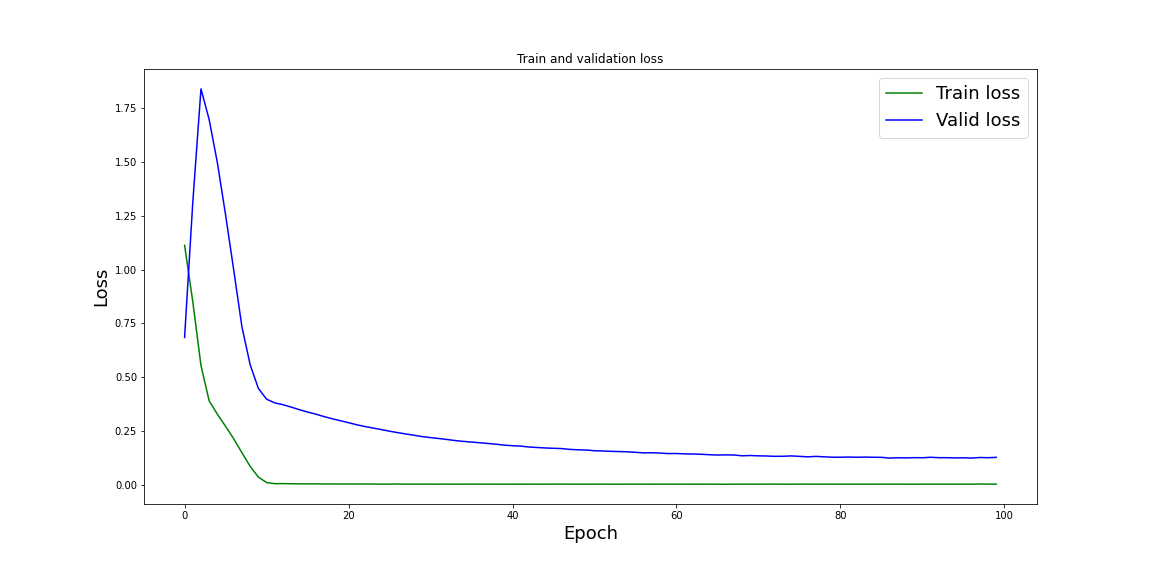 Train and validation loss
Train loss
Valid loss
1.75
1.50
1.25
1.00
0.75
0.50
0.25
0.00
Loss
0 20 40 60 80 100
Epoch